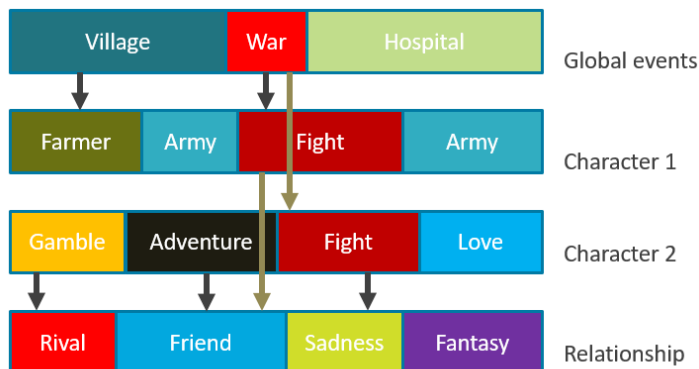 Village War Hospital
Global events
Farmer Army Fight Army
Character 1
Gamble Adventure Fight Love
Character 2
Rival Friend Sadness Fantasy
Relationship